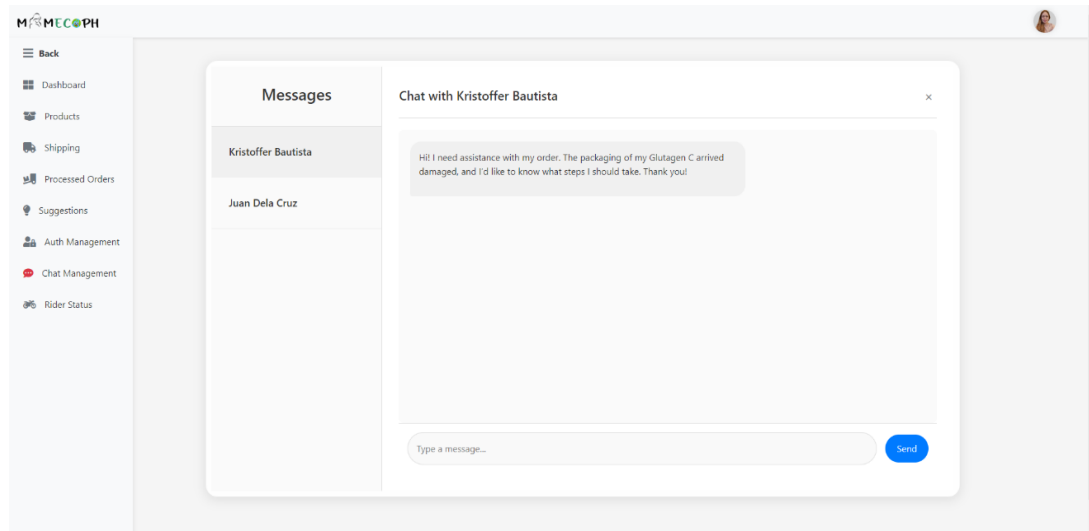 MAMECOPH
Back
Dashboard
Products
Shipping
Processed Orders
Suggestions
Auth Management
Chat Management
Rider Status
Messages
Kristoffer Bautista
Juan Dela Cruz
Chat with Kristoffer Bautista
×
Hi! I need assistance with my order. The packaging of my Glutagen C arrived
damaged, and I'd like to know what steps I should take. Thank you!
Type a message...
Send